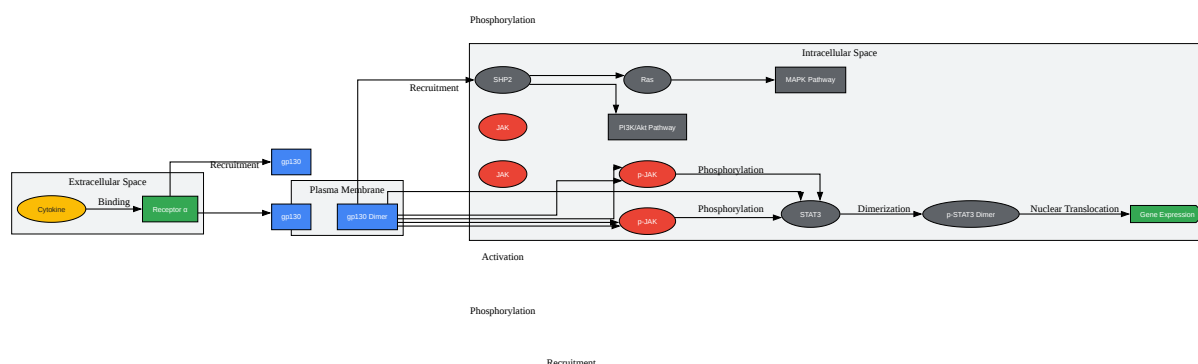 Phosphorylation
Intracellular Space
SHP2
Ras
MAPK Pathway
Recruitment
JAK
PI3K/Akt Pathway
gp130
Recruitment
JAK
p-JAK
Phosphorylation
Extracellular Space
Plasma Membrane
Cytokine
Binding
Receptor α
gp130
gp130 Dimer
p-JAK
Phosphorylation
STAT3
Dimerization
p-STAT3 Dimer
Nuclear Translocation
Gene Expression
Activation
Phosphorylation
Recruitment